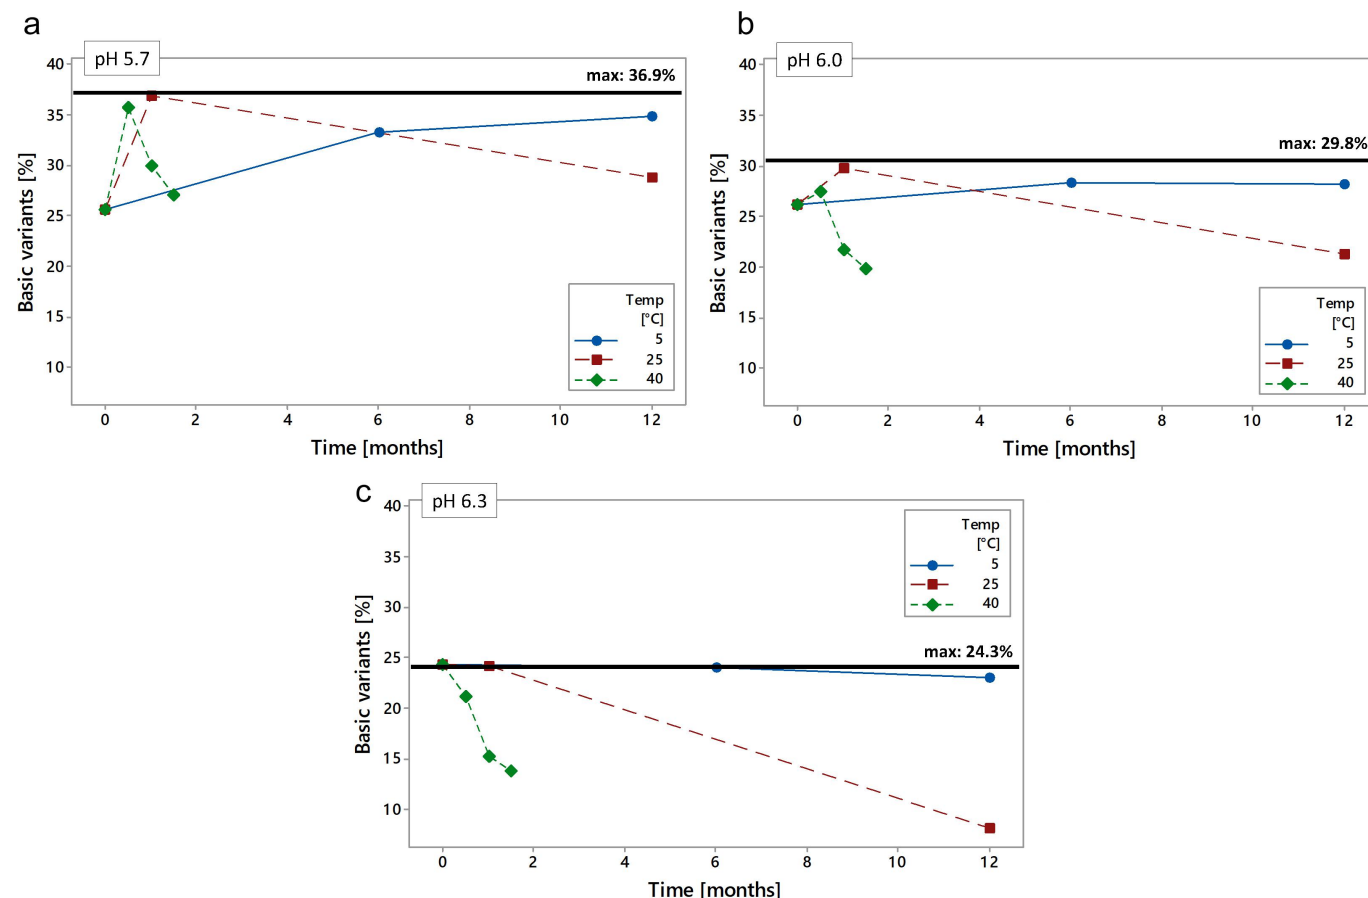 a
pH 5.7
max: 36.9%
40
35
30
25
20
15
10
Basic variants [%]
Temp
[°C]
5
25
40
0 2 4 6 8 10 12
Time [months]
b
pH 6.0
max: 29.8%
40
35
30
25
20
15
10
Basic variants [%]
Temp
[°C]
5
25
40
0 2 4 6 8 10 12
Time [months]
c
pH 6.3
Temp
[°C]
5
25
40
max: 24.3%
40
35
30
25
20
15
10
Basic variants [%]
0 2 4 6 8 10 12
Time [months]